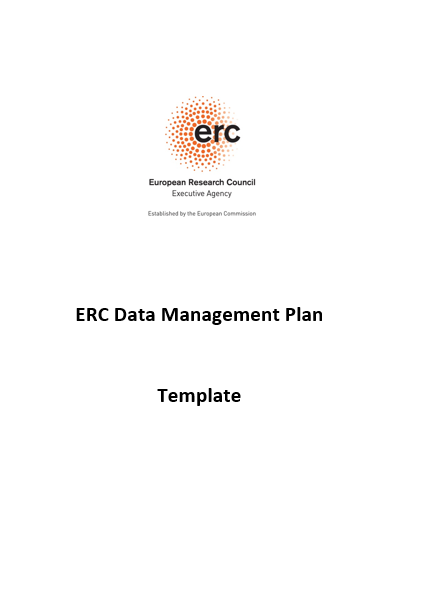 erc
European Research Council
Executive Agency
Established by the European Commission
ERC Data Management Plan
Template